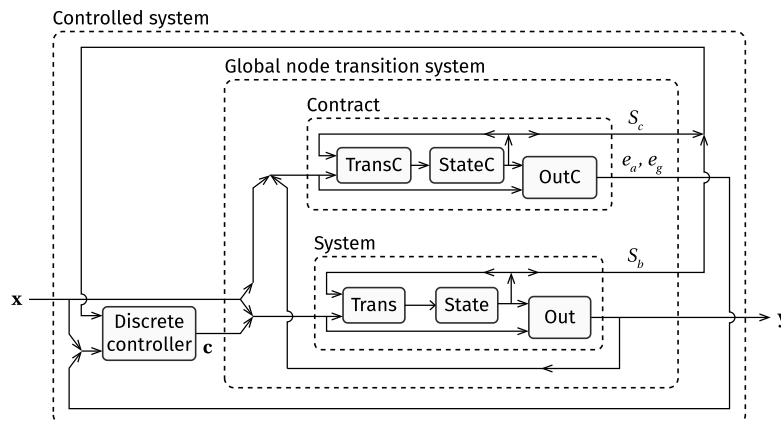 Controlled system
Global node transition system
Contract
S_c
TransC
StateC
OutC
e_a, e_g
System
S_b
x
Trans
State
Out
y
Discrete
controller
c